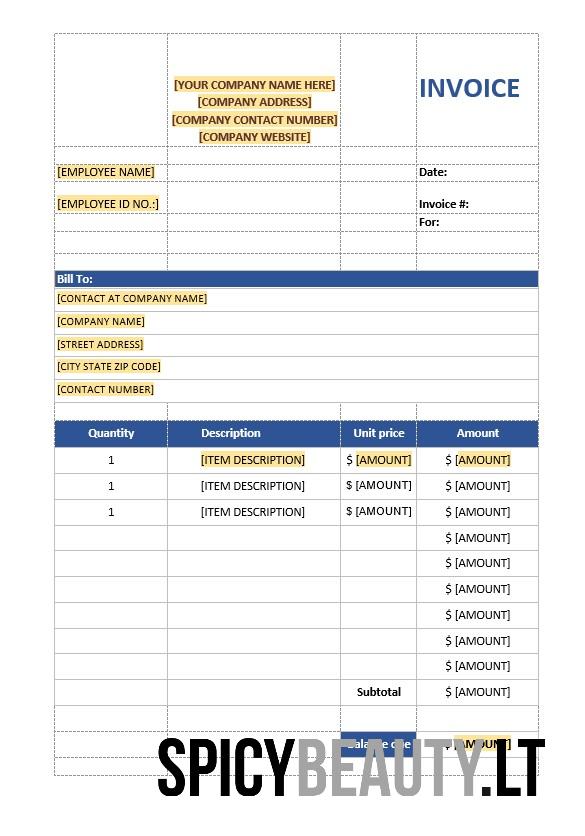 [YOUR COMPANY NAME HERE]
INVOICE
[COMPANY ADDRESS]
[COMPANY CONTACT NUMBER]
[COMPANY WEBSITE]
[EMPLOYEE NAME] Date:
[EMPLOYEE ID NO.:] Invoice #:
For:
Bill To:
[CONTACT AT COMPANY NAME]
[COMPANY NAME]
[STREET ADDRESS]
[CITY STATE ZIP CODE]
[CONTACT NUMBER]
Quantity Description Unit price Amount
1 [ITEM DESCRIPTION] $ [AMOUNT] $ [AMOUNT]
1 [ITEM DESCRIPTION] $ [AMOUNT] $ [AMOUNT]
1 [ITEM DESCRIPTION] $ [AMOUNT] $ [AMOUNT]
$ [AMOUNT]
$ [AMOUNT]
$ [AMOUNT]
$ [AMOUNT]
$ [AMOUNT]
$ [AMOUNT]
Subtotal $ [AMOUNT]
Balance due $ [AMOUNT]
SPICYBEAUTY.LT